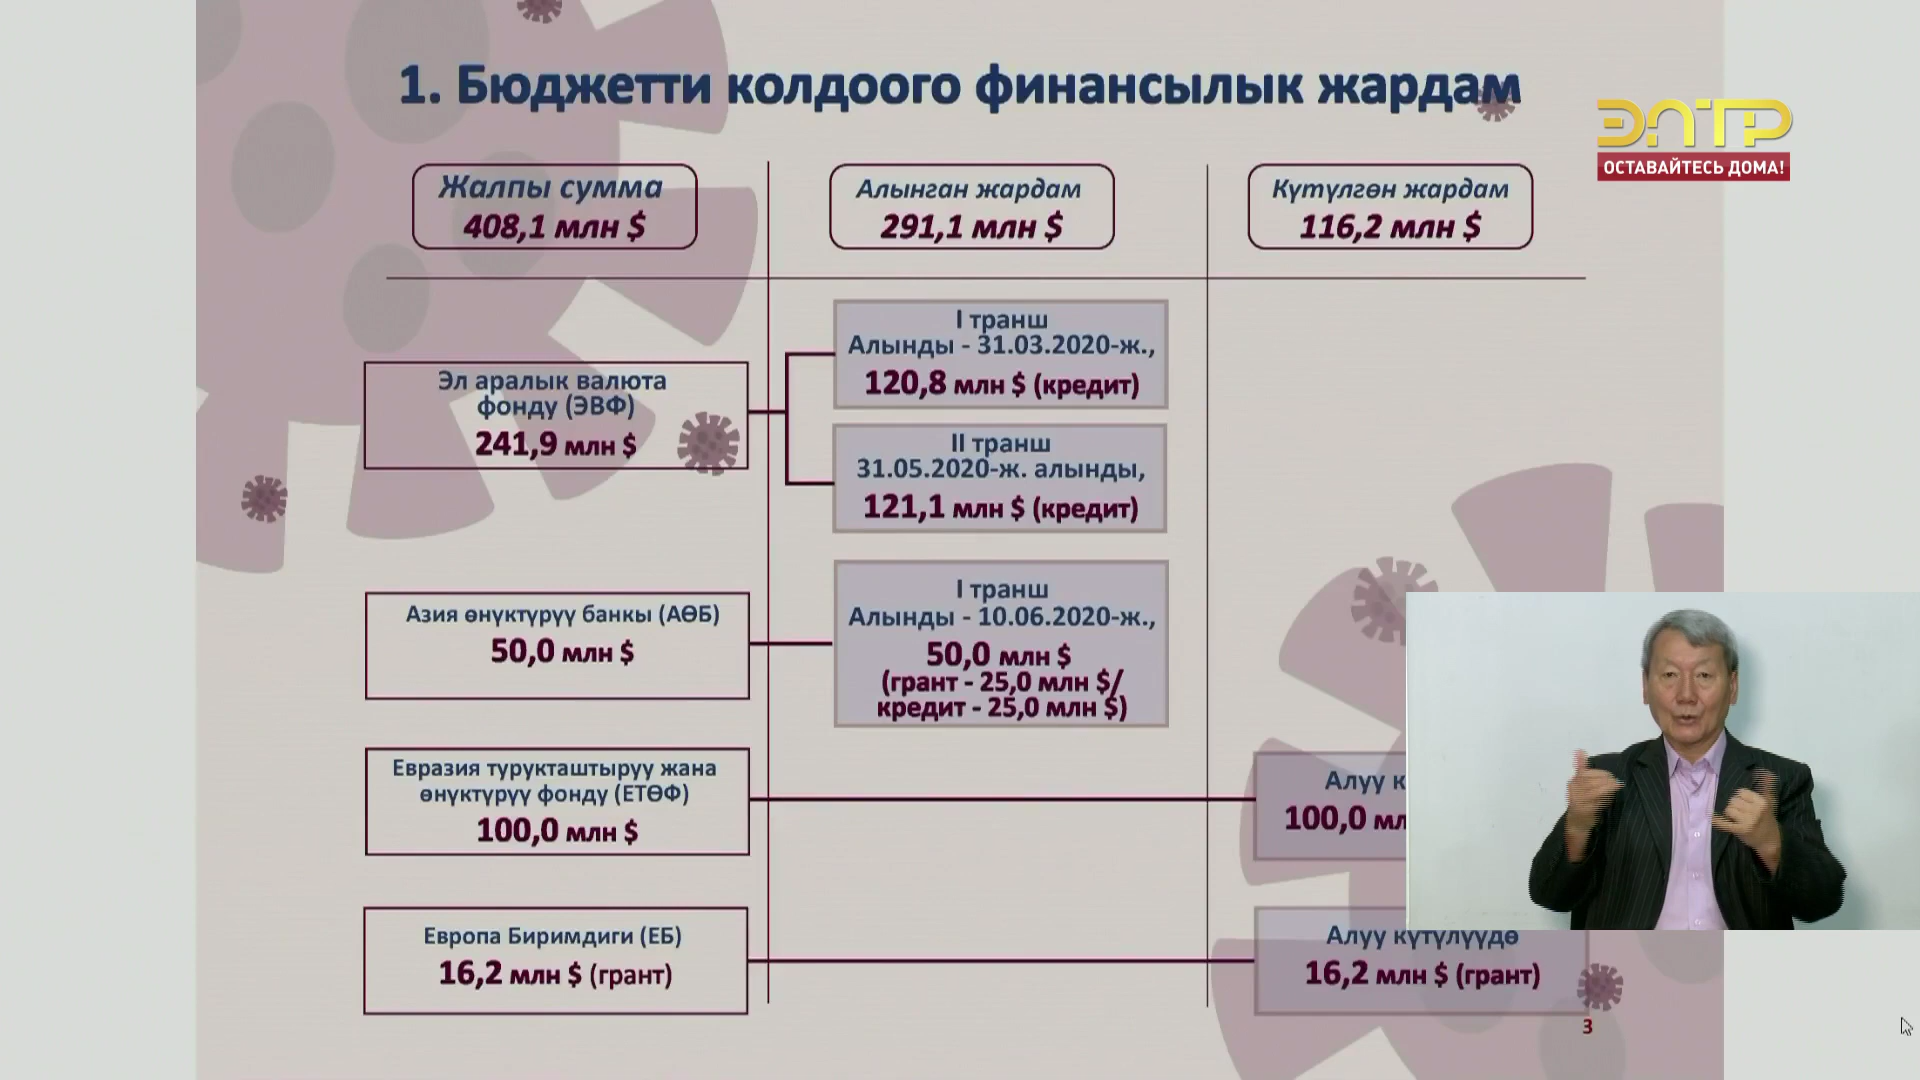 1. Бюджетти колдоого финансылык жардам
ЭЛТР
ОСТАВАЙТЕСЬ ДОМА!
Жалпы сумма
408,1 млн $
Алынган жардам
291,1 млн $
Күтүлгөн жардам
116,2 млн $
Эл аралык валюта
фонду (ЭВФ)
241,9 млн $
I транш
Алынды - 31.03.2020-ж.,
120,8 млн $ (кредит)
II транш
31.05.2020-ж. алынды,
121,1 млн $ (кредит)
Азия өнүктүрүү банкы (АӨБ)
50,0 млн $
I транш
Алынды - 10.06.2020-ж.,
50,0 млн $
(грант - 25,0 млн $/
кредит - 25,0 млн $)
Евразия турукташтыруу жана
өнүктүрүү фонду (ЕТӨФ)
100,0 млн $
Алуу
100,0
Европа Биримдиги (ЕБ)
16,2 млн $ (грант)
Алуу күтүлүүдө
16,2 млн $ (грант)
3